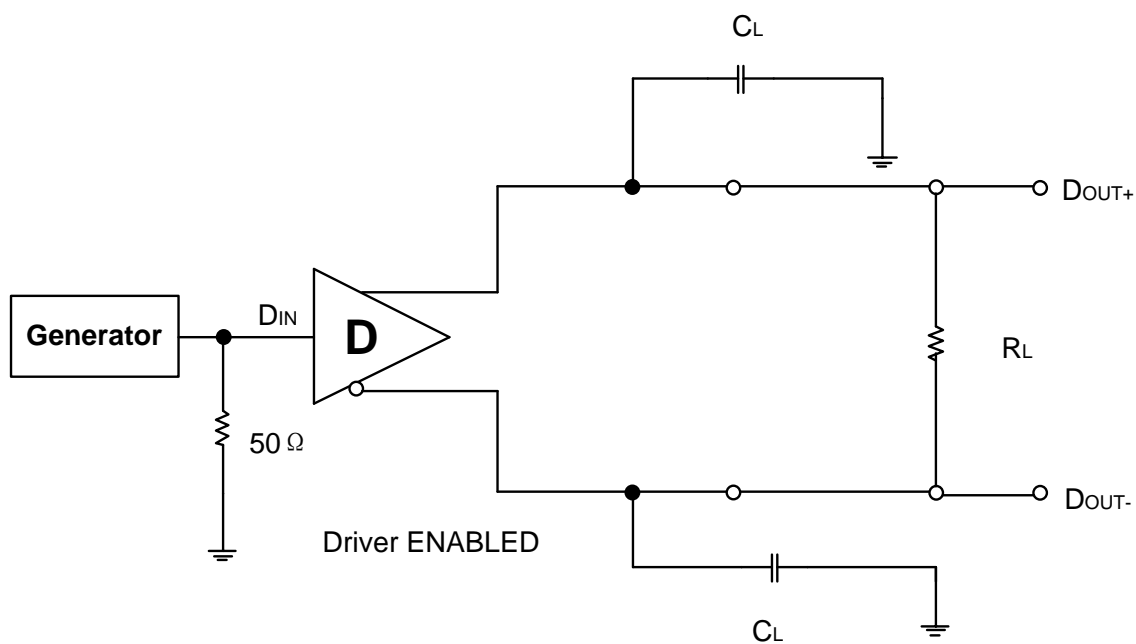 CL
DOUT+
Generator
DIN
D
RL
50 Ω
DOUT-
Driver ENABLED
CL